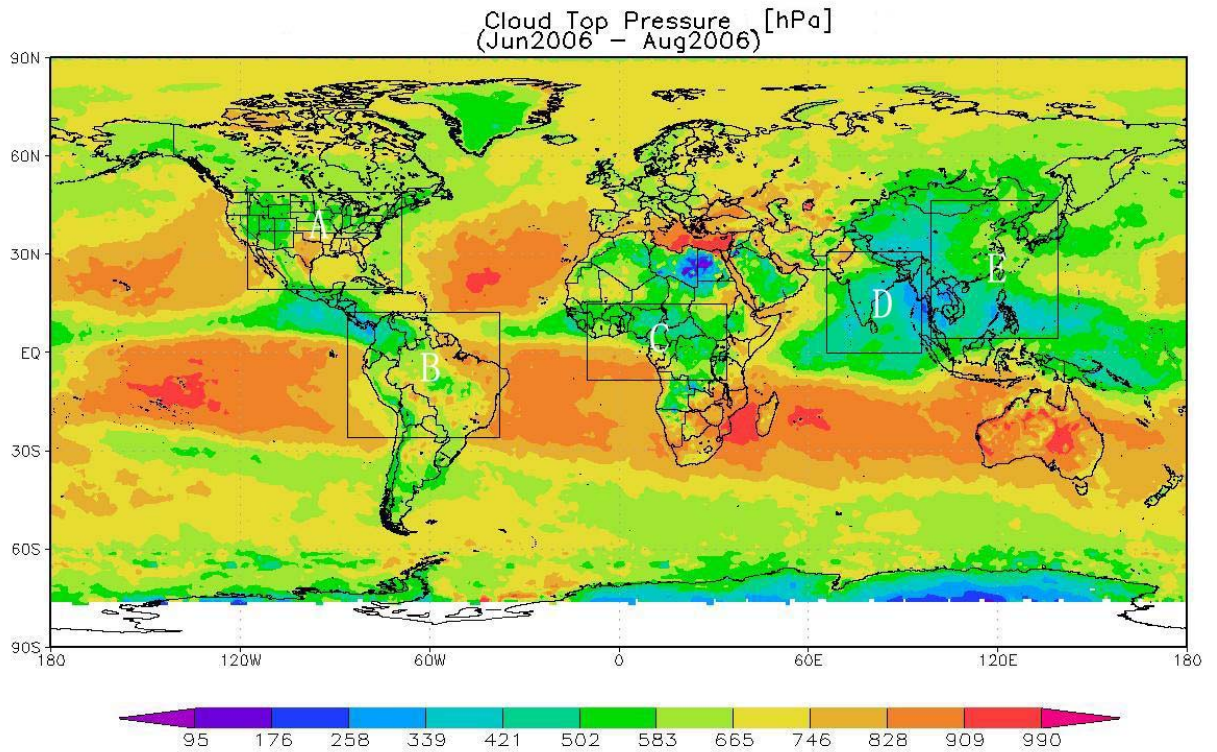 Cloud Top Pressure [hPa]
(Jun2006 – Aug2006)
90N
60N
30N
EQ
30S
60S
90S
A
B
C
D
E
180 120W 60W 0 60E 120E 180
95 176 258 339 421 502 583 665 746 828 909 990